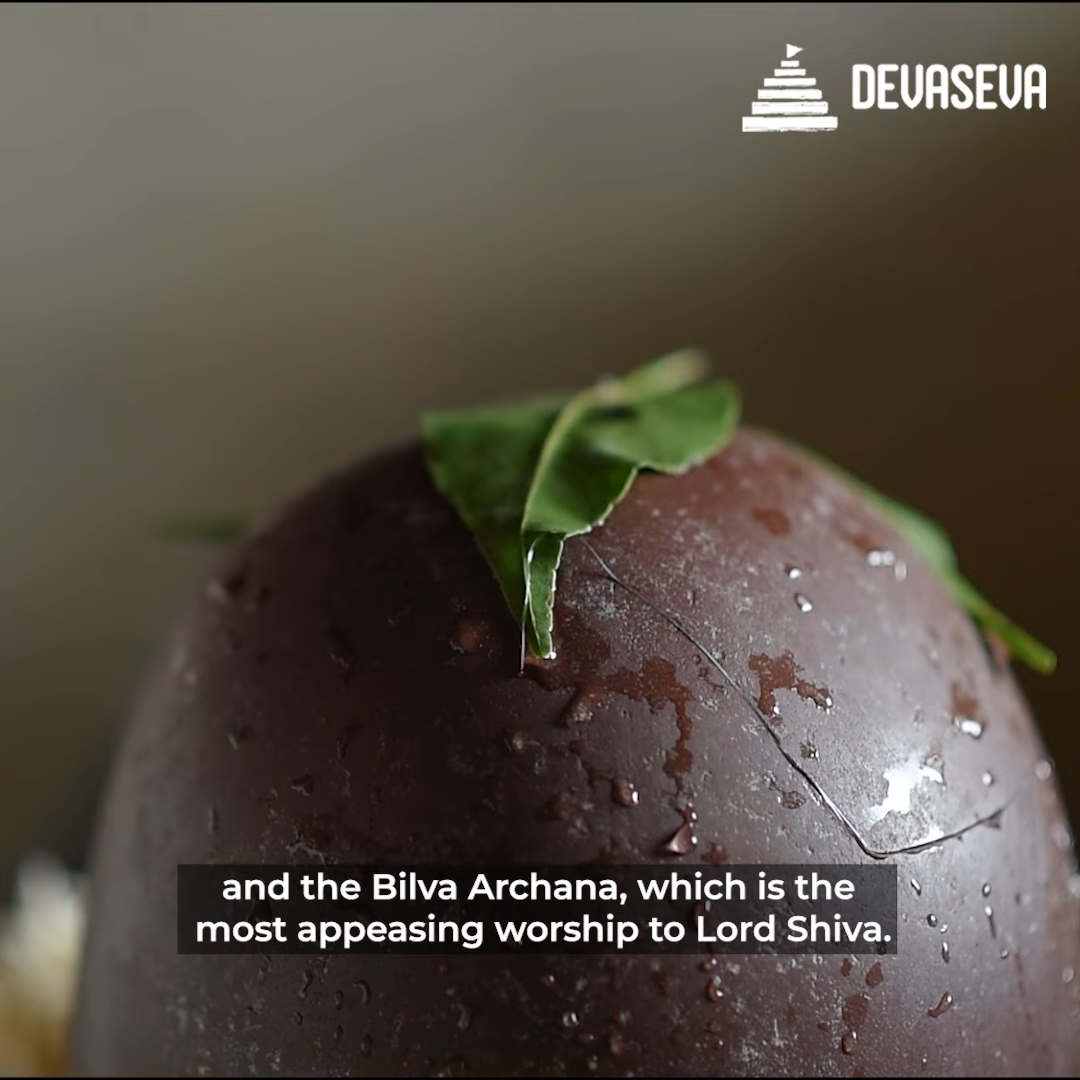 DEVASEVA
and the Bilva Archana, which is the
most appeasing worship to Lord Shiva.